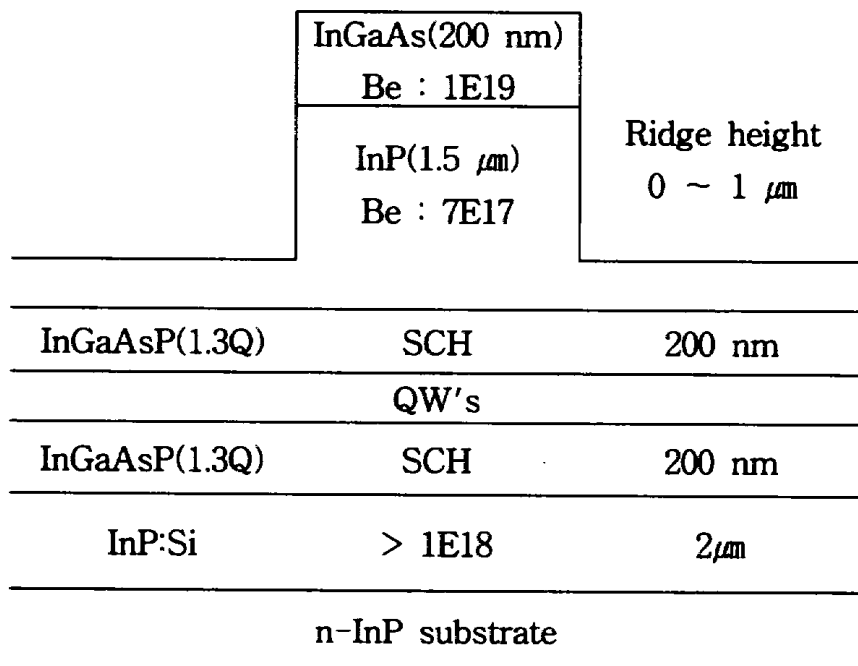 InGaAs(200 nm)
Be : 1E19
InP(1.5 ㎛)
Be : 7E17
Ridge height
0 ~ 1 ㎛
InGaAsP(1.3Q) SCH 200 nm
QW's
InGaAsP(1.3Q) SCH 200 nm
InP:Si > 1E18 2㎛
n-InP substrate